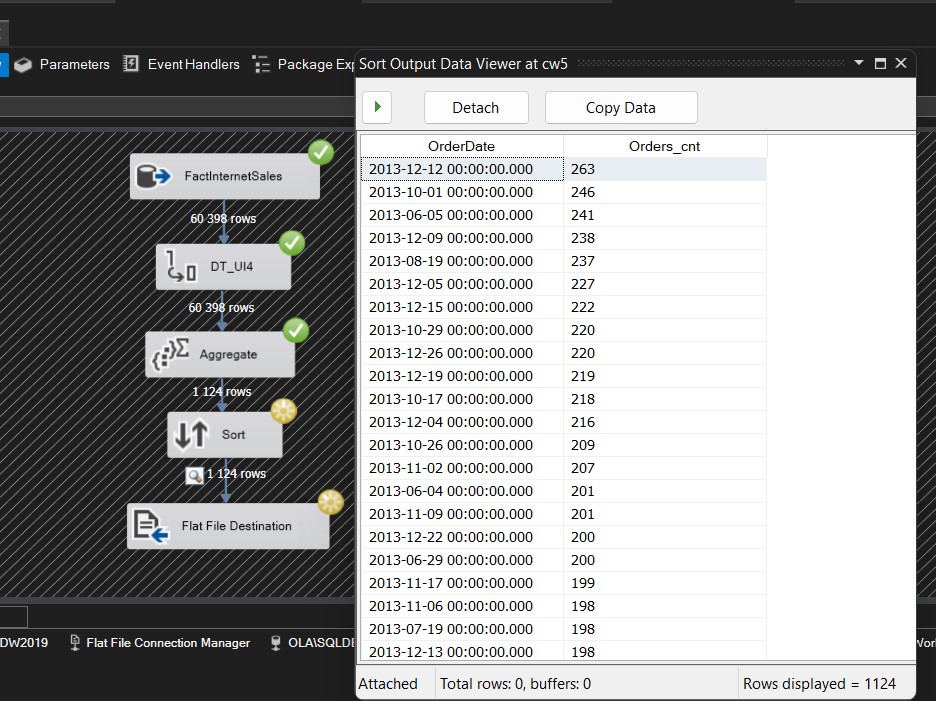 Parameters
Event Handlers
Package Exp
Sort Output Data Viewer at cw5
Detach
Copy Data
FactInternetSales
60 398 rows
DT_UI4
60 398 rows
Aggregate
1 124 rows
Sort
1 124 rows
Flat File Destination
OrderDate Orders_cnt
2013-12-12 00:00:00.000 263
2013-10-01 00:00:00.000 246
2013-06-05 00:00:00.000 241
2013-12-09 00:00:00.000 238
2013-08-19 00:00:00.000 237
2013-12-05 00:00:00.000 227
2013-12-15 00:00:00.000 222
2013-10-29 00:00:00.000 220
2013-12-26 00:00:00.000 220
2013-12-19 00:00:00.000 219
2013-10-17 00:00:00.000 218
2013-12-04 00:00:00.000 216
2013-10-26 00:00:00.000 209
2013-11-02 00:00:00.000 207
2013-06-04 00:00:00.000 201
2013-11-09 00:00:00.000 201
2013-12-22 00:00:00.000 200
2013-06-29 00:00:00.000 200
2013-11-17 00:00:00.000 199
2013-11-06 00:00:00.000 198
2013-07-19 00:00:00.000 198
2013-12-13 00:00:00.000 198
DW2019
Flat File Connection Manager
OLA\SQLDE
Attached
Total rows: 0, buffers: 0
Rows displayed = 1124